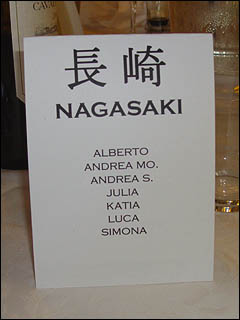 長崎
NAGASAKI
ALBERTO
ANDREA MO.
ANDREA S.
JULIA
KATIA
LUCA
SIMONA